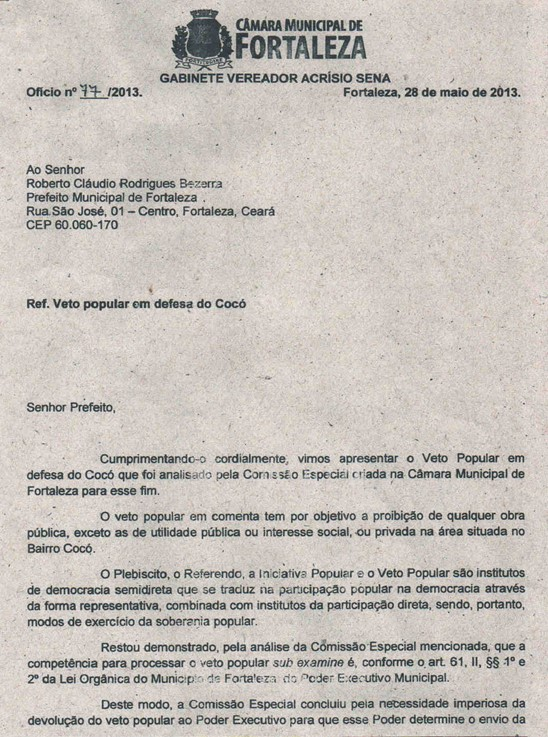 CÂMARA MUNICIPAL DE
FORTALEZA
GABINETE VEREADOR ACRÍSIO SENA
Ofício nº 77 /2013.
Fortaleza, 28 de maio de 2013.
Ao Senhor
Roberto Cláudio Rodrigues Bezerra
Prefeito Municipal de Fortaleza
Rua São José, 01 – Centro, Fortaleza, Ceará
CEP 60.060-170
Ref. Veto popular em defesa do Cocó
Senhor Prefeito,
Cumprimentando-o cordialmente, vimos apresentar o Veto Popular em
defesa do Cocó que foi analisado pela Comissão Especial criada na Câmara Municipal de
Fortaleza para esse fim.
O veto popular em comenta tem por objetivo a proibição de qualquer obra
pública, exceto as de utilidade pública ou interesse social, ou privada na área situada no
Bairro Cocó.
O Plebiscito, o Referendo, a Iniciativa Popular e o Veto Popular são institutos
de democracia semidireta que se traduz na participação popular na democracia através
da forma representativa, combinada com institutos da participação direta, sendo, portanto,
modos de exercício da soberania popular.
Restou demonstrado, pela análise da Comissão Especial mencionada, que a
competência para processar o veto popular sub examine é, conforme o art. 61, II, §§ 1º e
2º da Lei Orgânica do Município de Fortaleza, do Poder Executivo Municipal.
Deste modo, a Comissão Especial concluiu pela necessidade imperiosa da
devolução do veto popular ao Poder Executivo para que esse Poder determine o envio da